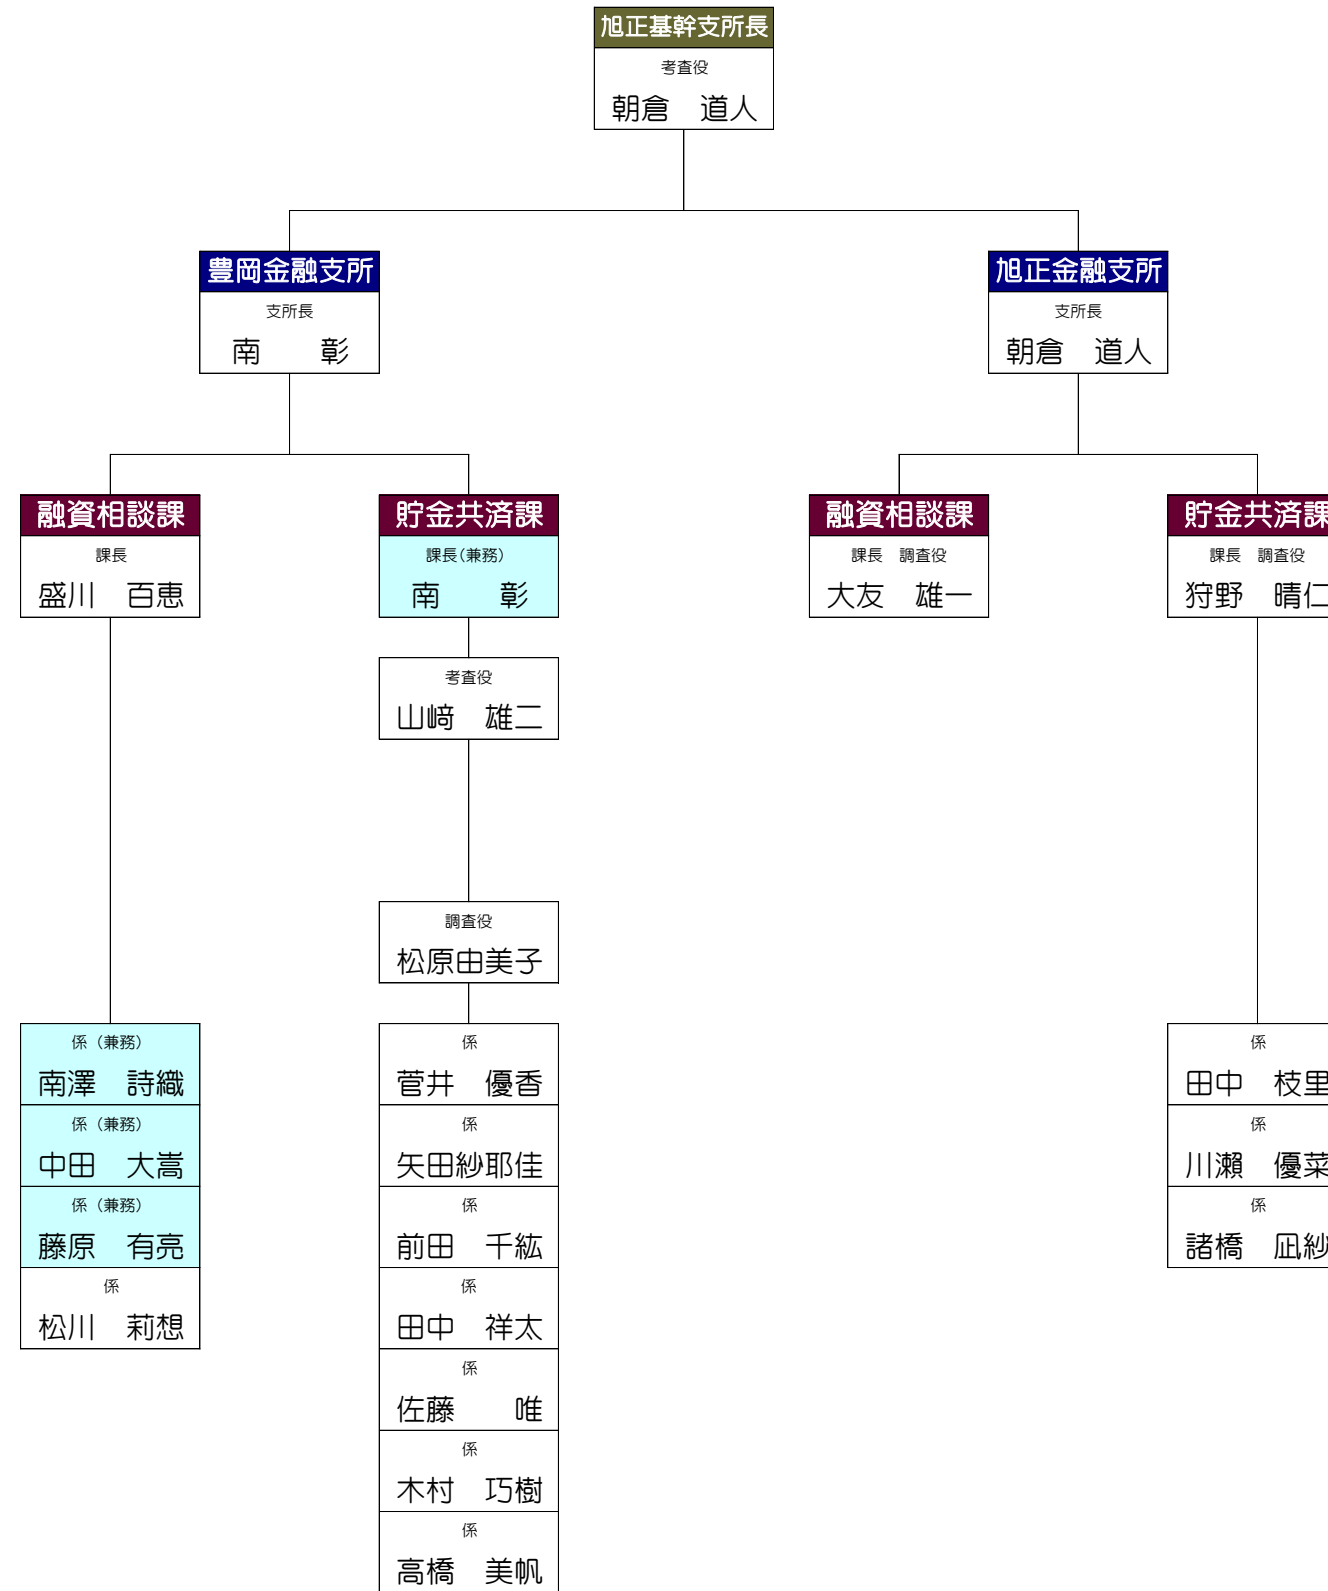 旭正基幹支所長
考査役
朝倉　道人
豊岡金融支所
支所長
南　　彰
旭正金融支所
支所長
朝倉　道人
融資相談課
課長
盛川　百恵
貯金共済課
課長(兼務)
南　　彰
融資相談課
課長　調査役
大友　雄一
貯金共済課
課長　調査役
狩野　晴仁
考査役
山﨑　雄二
調査役
松原由美子
係（兼務）
南澤　詩織
係（兼務）
中田　大嵩
係（兼務）
藤原　有亮
係
松川　莉想
係
菅井　優香
係
矢田紗耶佳
係
前田　千紘
係
田中　祥太
係
佐藤　　唯
係
木村　巧樹
係
高橋　美帆
係
田中　枝里
係
川瀬　優菜
係
諸橋　凪紗